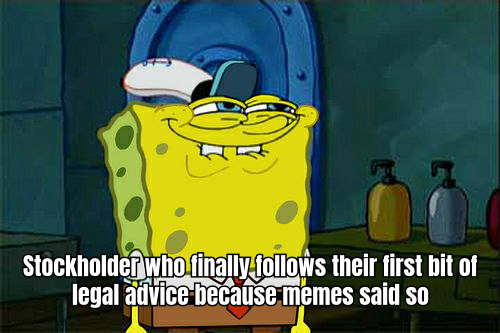 Stockholder who finally follows their first bit of
legal advice because memes said so